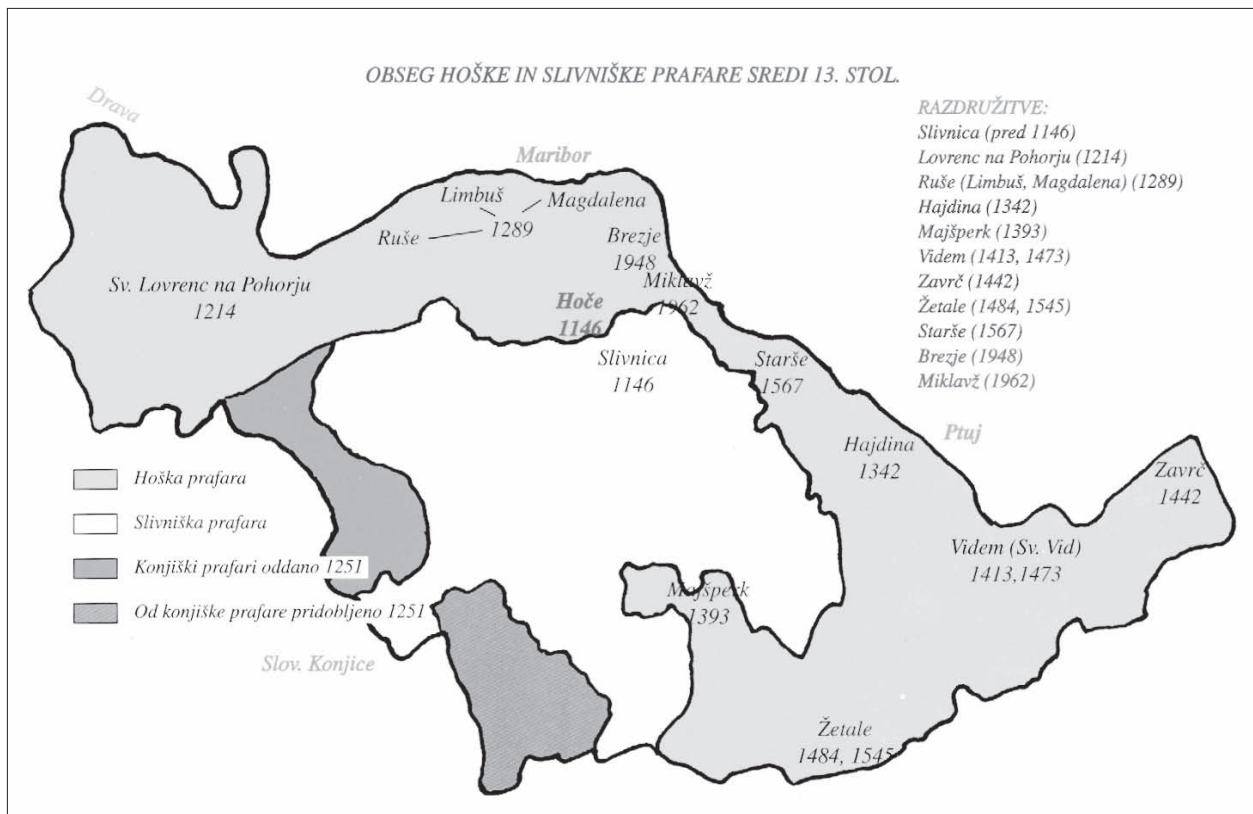 OBSEG HOŠKE IN SLIVNIŠKE PRAFARE SREDI 13. STOL.
Drava
Maribor
Limbuš
Magdalena
Ruše
1289
Brezje
1948
Miklavž
1962
Sv. Lovrenc na Pohorju
1214
Hoče
1146
Slivnica
1146
Starše
1567
Hajdina
1342
Ptuj
Zavrč
1442
Videm (Sv. Vid)
1413,1473
Majšperk
1393
Žetale
1484, 1545
Slov. Konjice
RAZDRUŽITVE:
Slivnica (pred 1146)
Lovrenc na Pohorju (1214)
Ruše (Limbuš, Magdalena) (1289)
Hajdina (1342)
Majšperk (1393)
Videm (1413, 1473)
Zavrč (1442)
Žetale (1484, 1545)
Starše (1567)
Brezje (1948)
Miklavž (1962)
Hoška prafara
Slivniška prafara
Konjiški prafari oddano 1251
Od konjiške prafare pridobljeno 1251